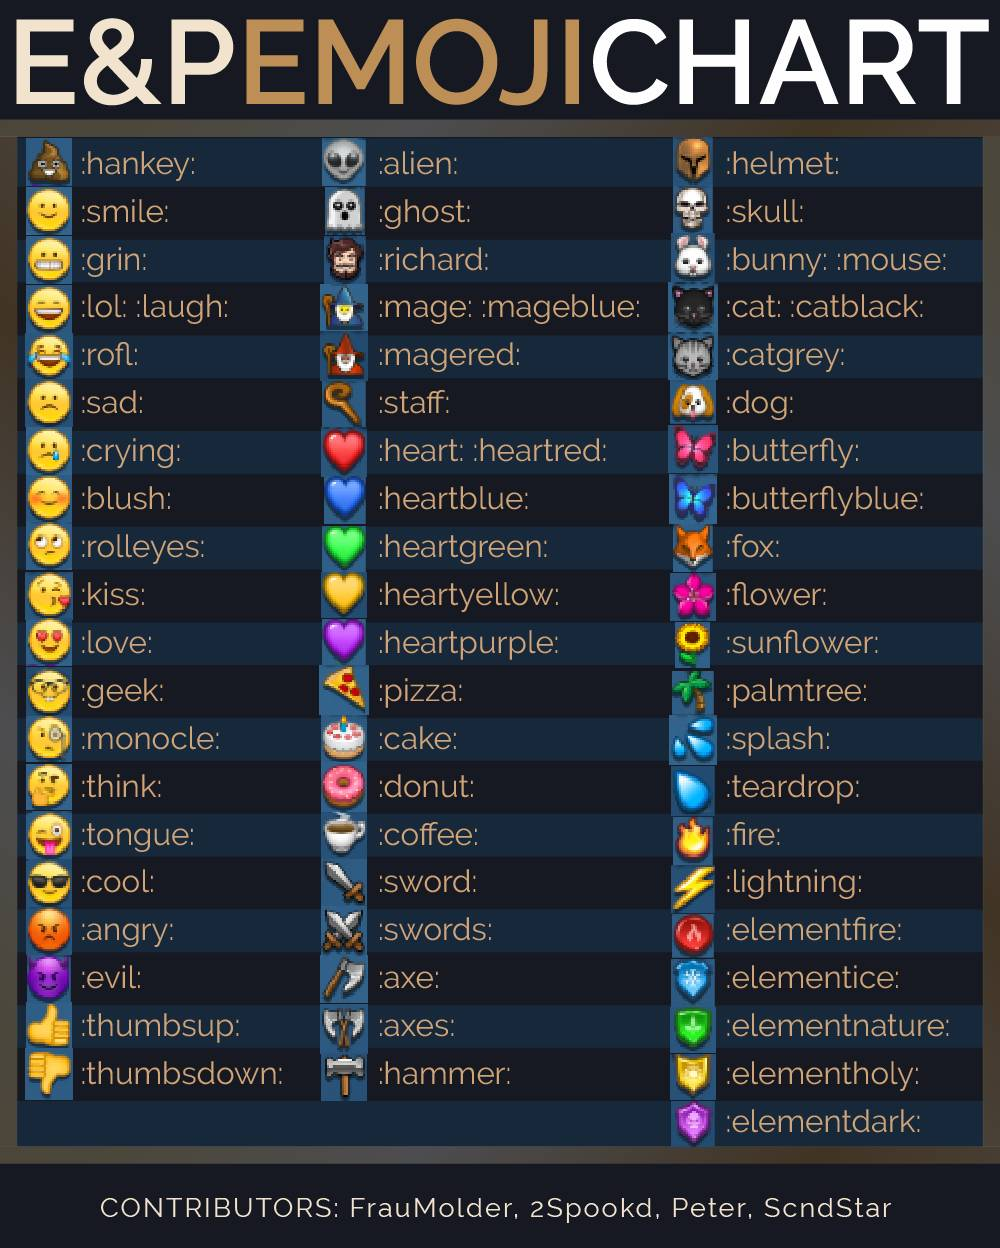 E&PEMOJICHART
:hankey:
:smile:
:grin:
:lol: :laugh:
:rofl:
:sad:
:crying:
:blush:
:rolleyes:
:kiss:
:love:
:geek:
:monocle:
:think:
:tongue:
:cool:
:angry:
:evil:
:thumbsup:
:thumbsdown:
:alien:
:ghost:
:richard:
:mage: :mageblue:
:magered:
:staff:
:heart: :heartred:
:heartblue:
:heartgreen:
:heartyellow:
:heartpurple:
:pizza:
:cake:
:donut:
:coffee:
:sword:
:swords:
:axe:
:axes:
:hammer:
:helmet:
:skull:
:bunny: :mouse:
:cat: :catblack:
:catgrey:
:dog:
:butterfly:
:butterflyblue:
:fox:
:flower:
:sunflower:
:palmtree:
:splash:
:teardrop:
:fire:
:lightning:
:elementfire:
:elementice:
:elementnature:
:elementholy:
:elementdark:
CONTRIBUTORS: FrauMolder, 2Spookd, Peter, ScndStar